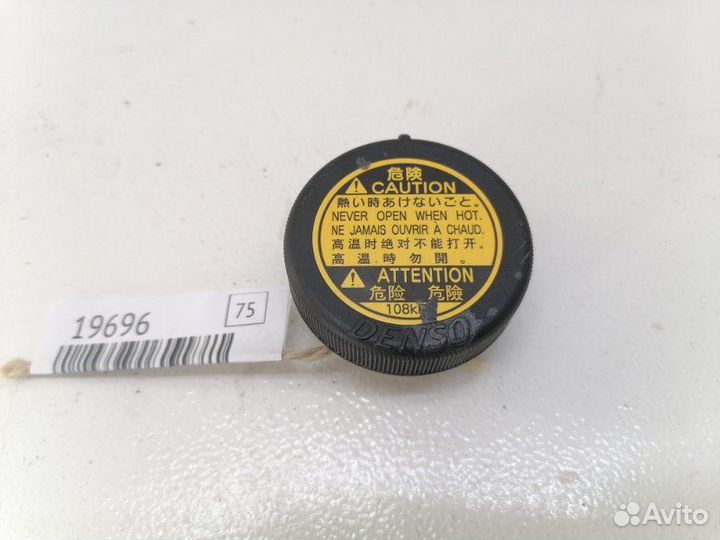 危険
CAUTION
熱い時あけないこと。
NEVER OPEN WHEN HOT.
NE JAMAIS OUVRIR À CHAUD.
高温时绝对不能打开。
高温時勿開。
ATTENTION
危险 危險
DENSO
19696
75
Avito